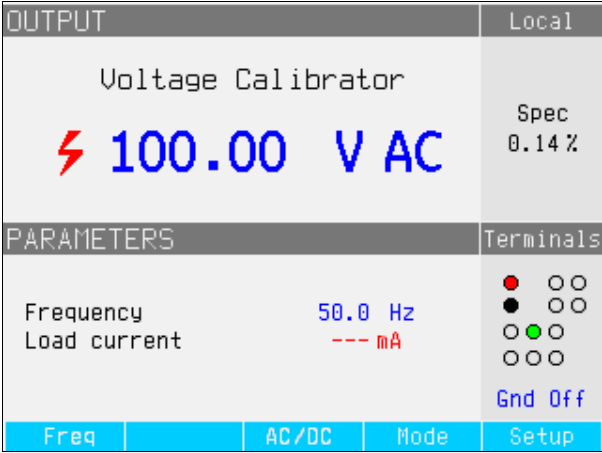 OUTPUT Local
Voltage Calibrator
Spec
0.14%
100.00 V AC
PARAMETERS Terminals
Frequency 50.0 Hz
Load current --- mA
Gnd Off
Freq AC/DC Mode Setup